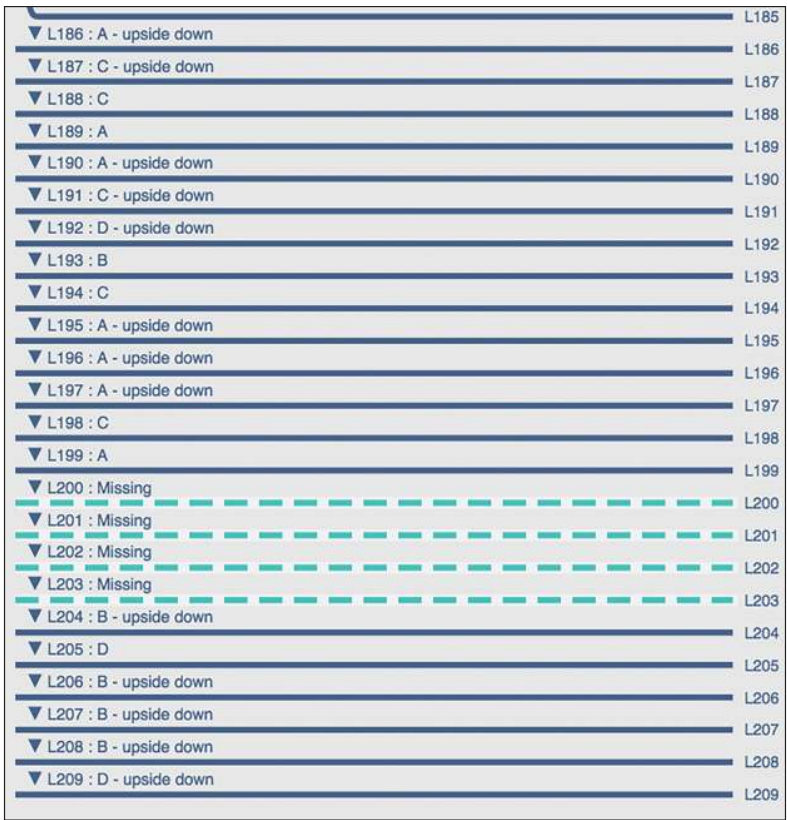 L185
▼ L186 : A - upside down
L186
▼ L187 : C - upside down
L187
▼ L188 : C
L188
▼ L189 : A
L189
▼ L190 : A - upside down
L190
▼ L191 : C - upside down
L191
▼ L192 : D - upside down
L192
▼ L193 : B
L193
▼ L194 : C
L194
▼ L195 : A - upside down
L195
▼ L196 : A - upside down
L196
▼ L197 : A - upside down
L197
▼ L198 : C
L198
▼ L199 : A
L199
▼ L200 : Missing
L200
▼ L201 : Missing
L201
▼ L202 : Missing
L202
▼ L203 : Missing
L203
▼ L204 : B - upside down
L204
▼ L205 : D
L205
▼ L206 : B - upside down
L206
▼ L207 : B - upside down
L207
▼ L208 : B - upside down
L208
▼ L209 : D - upside down
L209